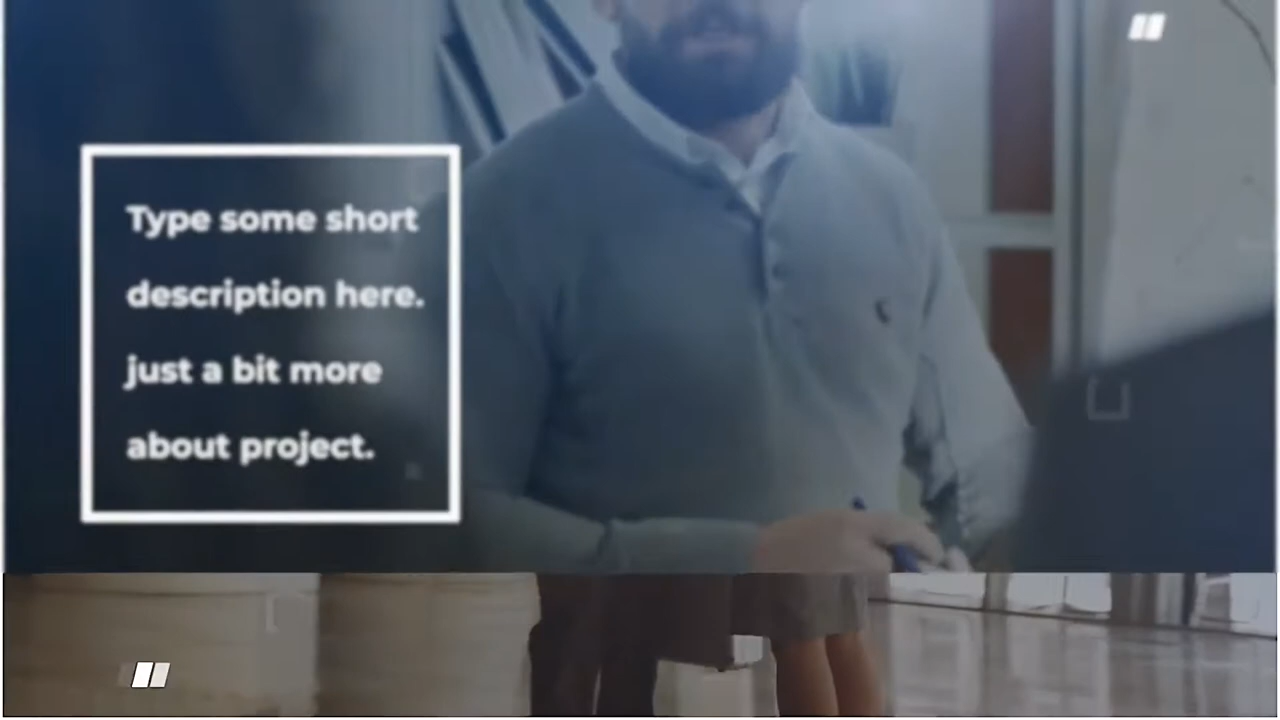 Type some short
description here.
just a bit more
about project.